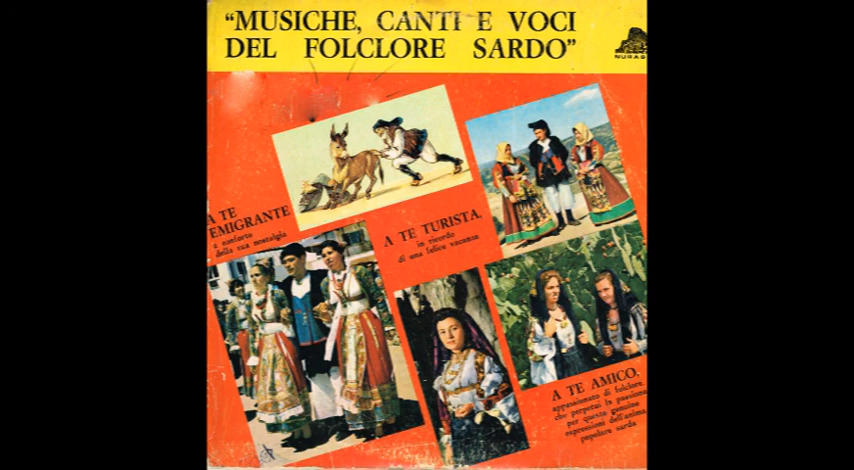 "MUSICHE, CANTI E VOCI
DEL FOLCLORE SARDO"
NURAG
A TE
EMIGRANTE
a conforto
della tua nostalgia
A TE TURISTA,
in ricordo
di una felice vacanza
A TE AMICO,
appassionato di folclore,
che perpetui la passione
per queste genuine
espressioni dell'anima
popolare sarda